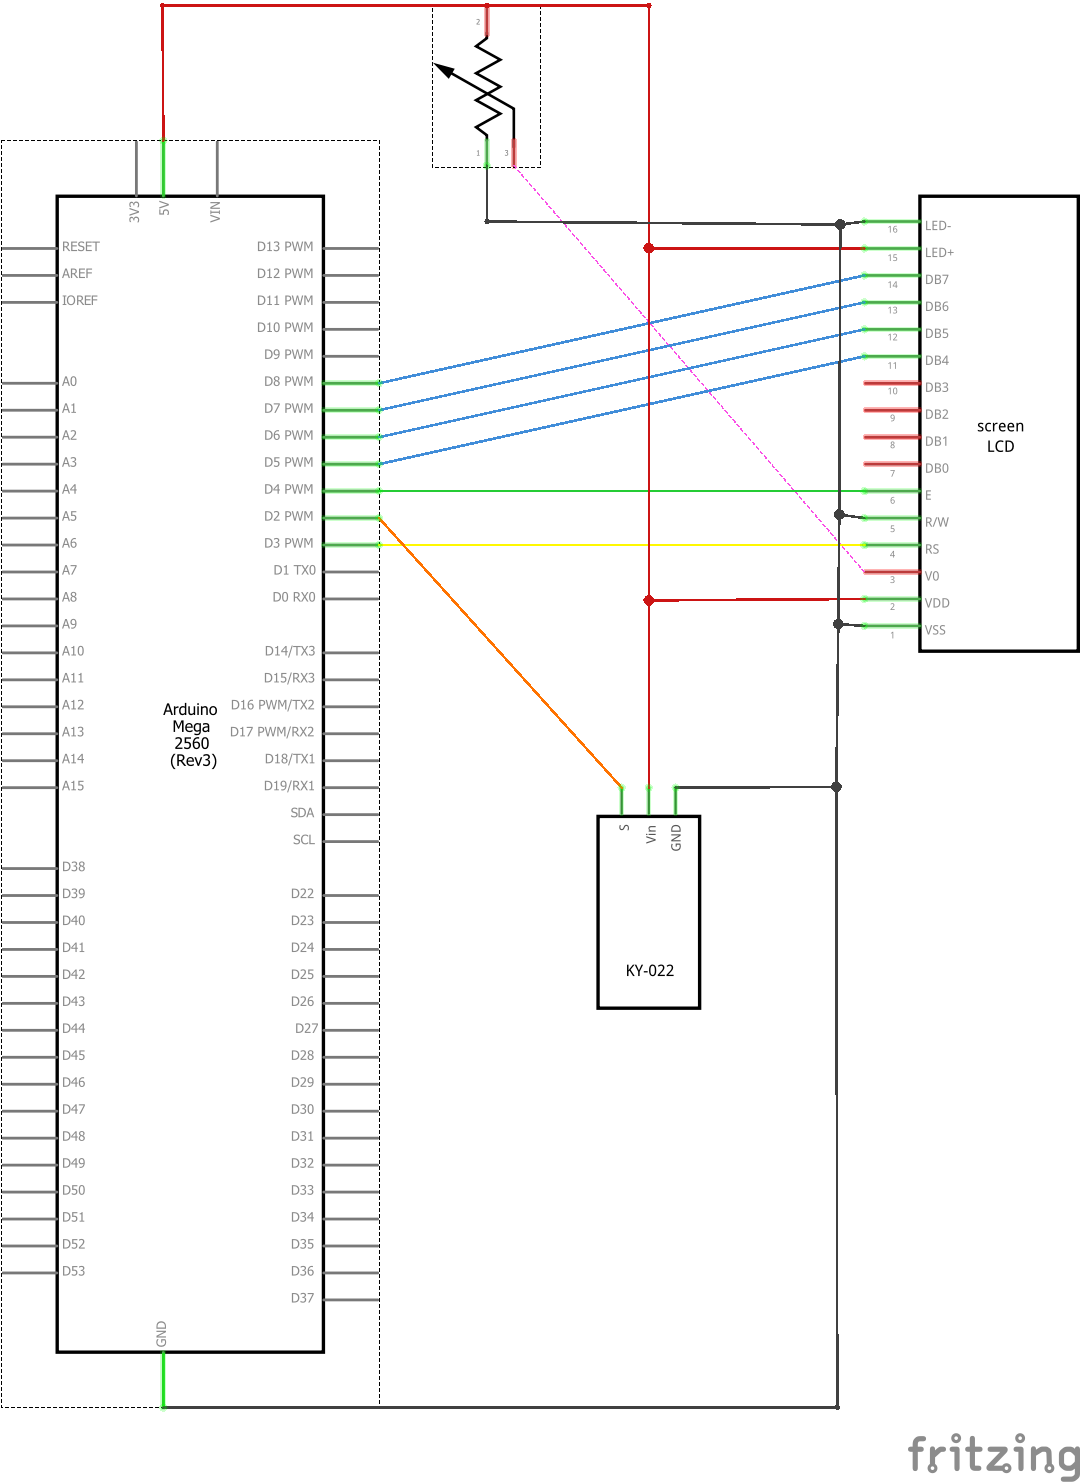 2
1
3
3V3
5V
VIN
RESET
AREF
IOREF
A0
A1
A2
A3
A4
A5
A6
A7
A8
A9
A10
A11
A12
A13
A14
A15
D38
D39
D40
D41
D42
D43
D44
D45
D46
D47
D48
D49
D50
D51
D52
D53
Arduino
Mega
2560
(Rev3)
D13 PWM
D12 PWM
D11 PWM
D10 PWM
D9 PWM
D8 PWM
D7 PWM
D6 PWM
D5 PWM
D4 PWM
D2 PWM
D3 PWM
D1 TX0
D0 RX0
D14/TX3
D15/RX3
D16 PWM/TX2
D17 PWM/RX2
D18/TX1
D19/RX1
SDA
SCL
D22
D23
D24
D25
D26
D27
D28
D29
D30
D31
D32
D33
D34
D35
D36
D37
GND
16 LED-
15 LED+
14 DB7
13 DB6
12 DB5
11 DB4
10 DB3
9 DB2
8 DB1
7 DB0
6 E
5 R/W
4 RS
3 V0
2 VDD
1 VSS
screen
LCD
S
Vin
GND
KY-022
fritzing